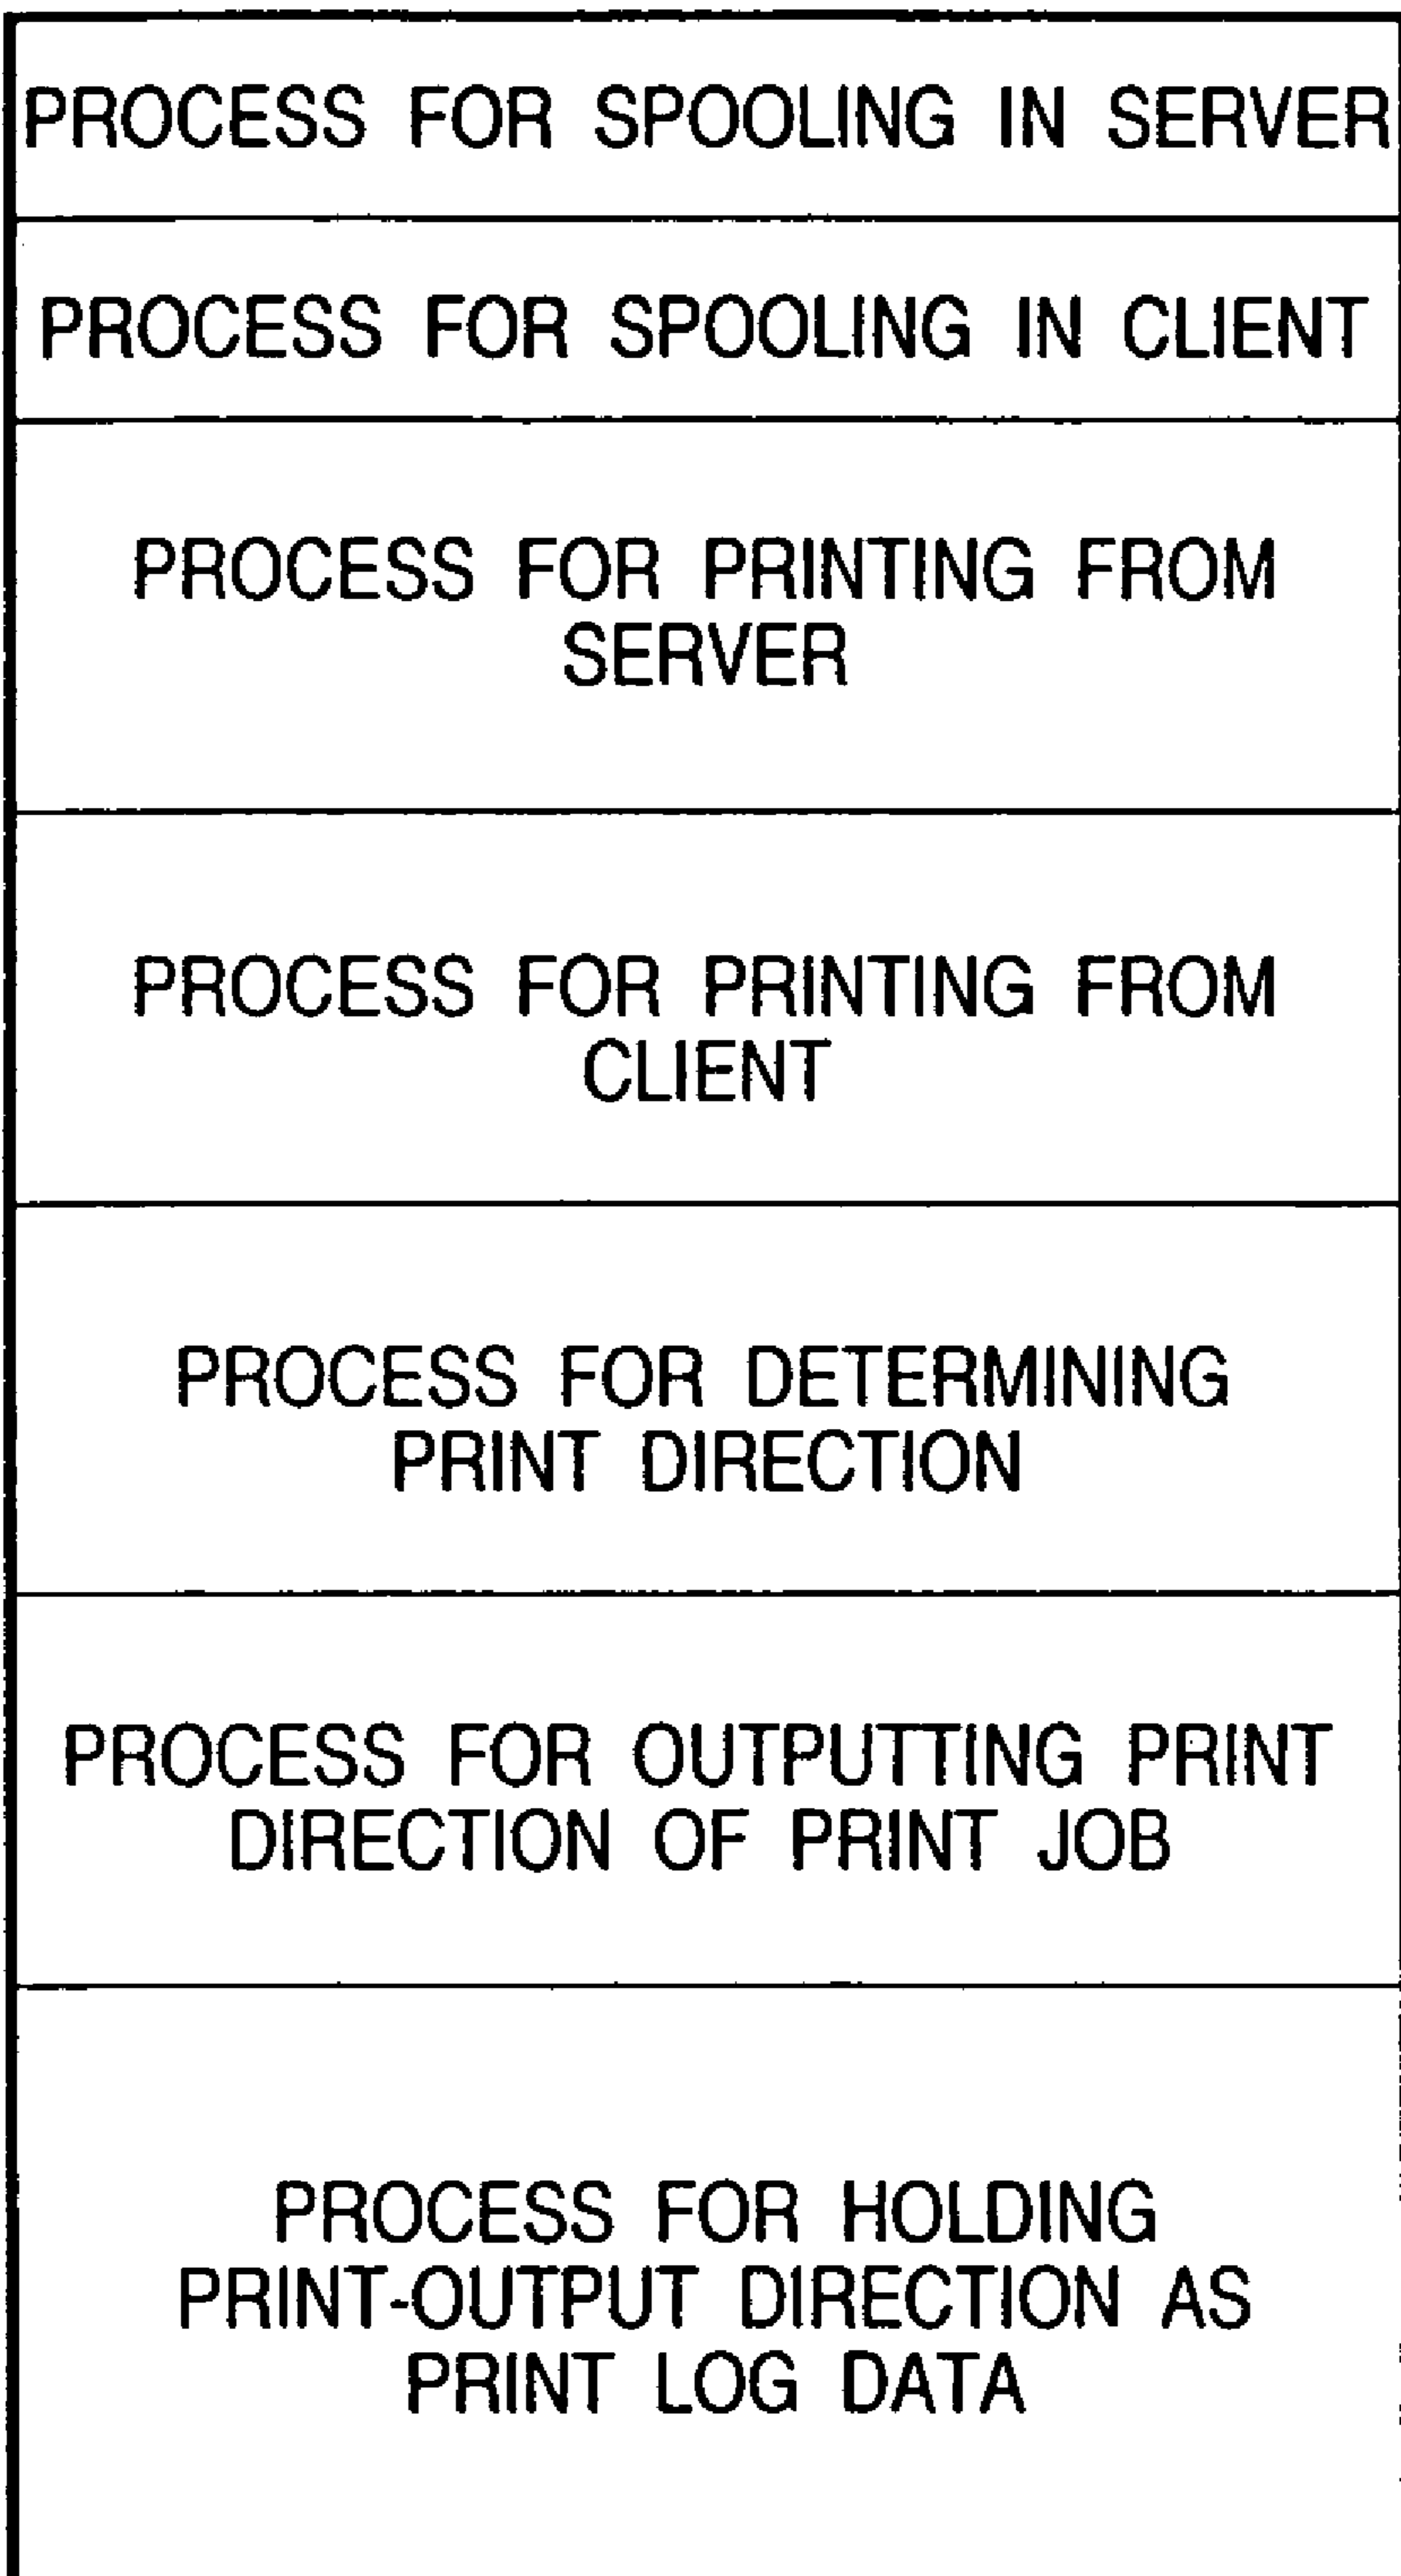 PROCESS FOR SPOOLING IN SERVER
PROCESS FOR SPOOLING IN CLIENT
PROCESS FOR PRINTING FROM
SERVER
PROCESS FOR PRINTING FROM
CLIENT
PROCESS FOR DETERMINING
PRINT DIRECTION
PROCESS FOR OUTPUTTING PRINT
DIRECTION OF PRINT JOB
PROCESS FOR HOLDING
PRINT-OUTPUT DIRECTION AS
PRINT LOG DATA